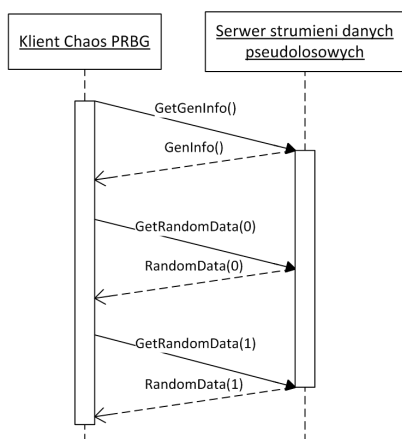 Klient Chaos PRBG
Serwer strumieni danych
pseudolosowych
GetGenInfo()
GenInfo()
GetRandomData(0)
RandomData(0)
GetRandomData(1)
RandomData(1)